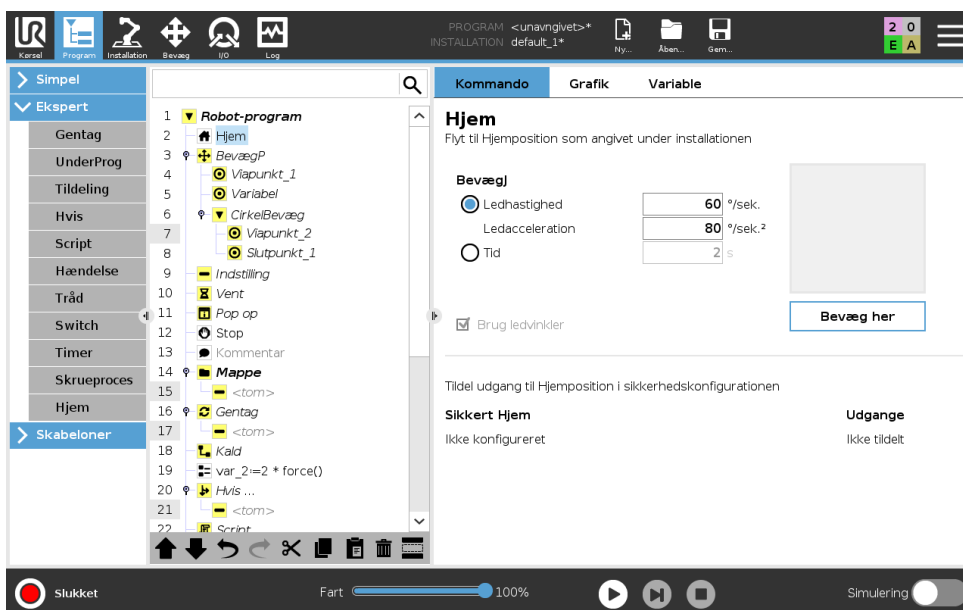 PROGRAM <unavngivet>*
INSTALLATION default_1*
Kørsel Program Installation Bevæg I/O Log Ny... Åben... Gem...
2 0
E A
Simpel
Ekspert
Gentag
UnderProg
Tildeling
Hvis
Script
Hændelse
Tråd
Switch
Timer
Skrueproces
Hjem
Skabeloner
1 Robot-program
2 Hjem
3 BevægP
4 Viapunkt_1
5 Variabel
6 CirkelBevæg
7 Viapunkt_2
8 Slutpunkt_1
9 Indstilling
10 Vent
11 Pop op
12 Stop
13 Kommentar
14 Mappe
15 <tom>
16 Gentag
17 <tom>
18 Kald
19 var_2:=2 * force()
20 Hvis ...
21 <tom>
22 Script
Kommando Grafik Variable
Hjem
Flyt til Hjemposition som angivet under installationen
BevægJ
Ledhastighed 60 °/sek.
Ledacceleration 80 °/sek.²
Tid 2 s
Brug ledvinkler
Bevæg her
Tildel udgang til Hjemposition i sikkerhedskonfigurationen
Sikkert Hjem Udgange
Ikke konfigureret Ikke tildelt
Slukket Fart 100% Simulering